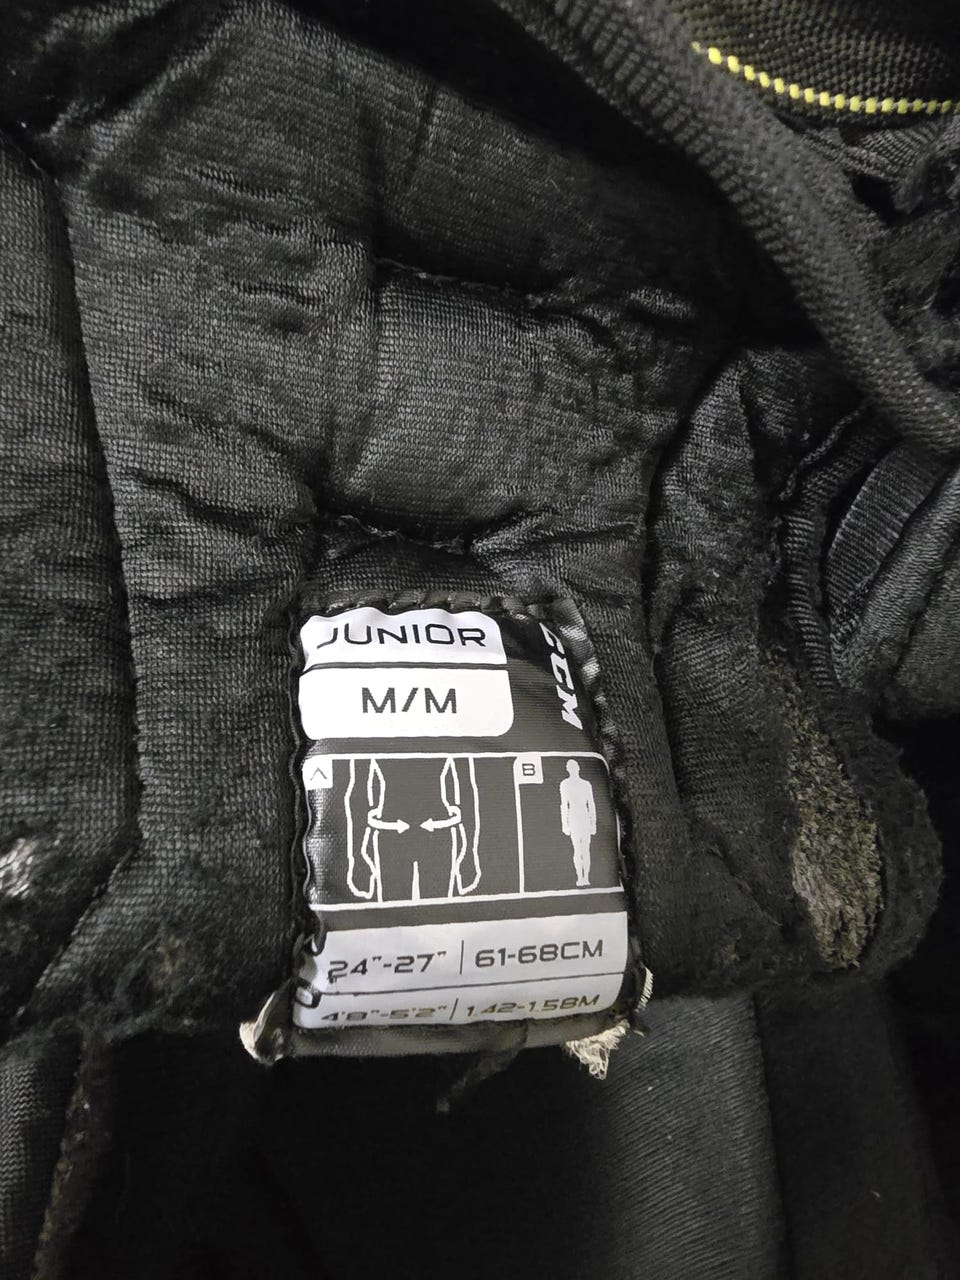 JUNIOR
CCM
M/M
A
B
24"-27" | 61-68CM
4'8"-5'2" | 1.42-1.58M